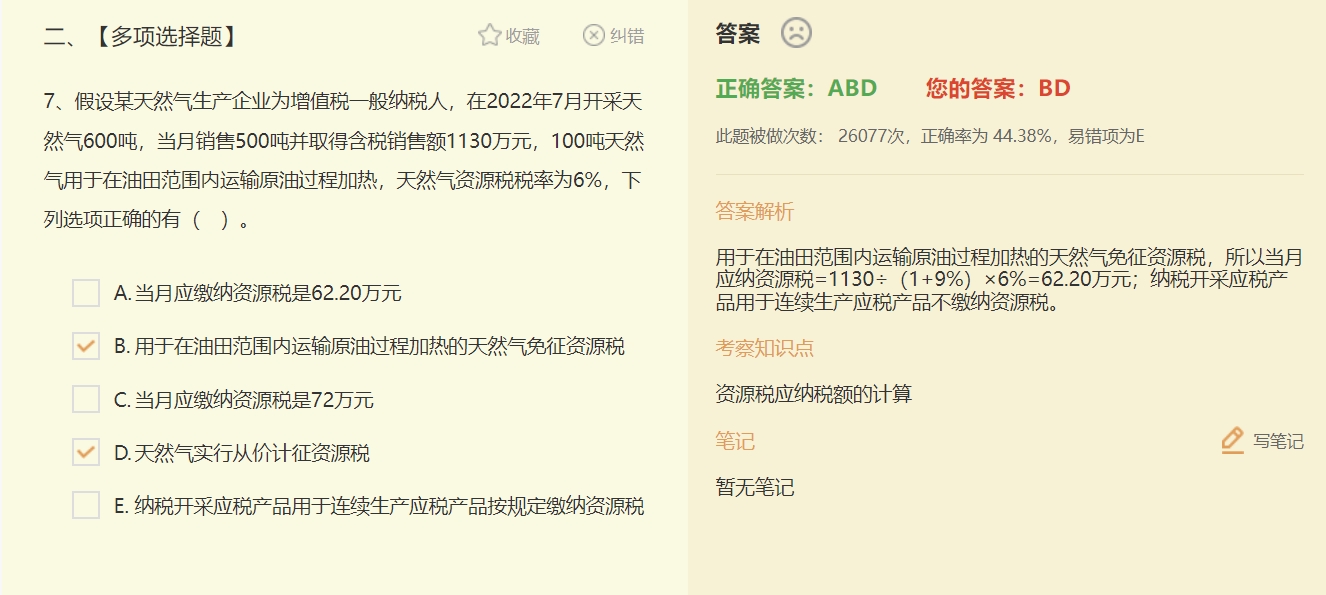 二、【多项选择题】
收藏
纠错
7、假设某天然气生产企业为增值税一般纳税人，在2022年7月开采天
然气600吨，当月销售500吨并取得含税销售额1130万元，100吨天然
气用于在油田范围内运输原油过程加热，天然气资源税税率为6%，下
列选项正确的有（　）。
A. 当月应缴纳资源税是62.20万元
B. 用于在油田范围内运输原油过程加热的天然气免征资源税
C. 当月应缴纳资源税是72万元
D. 天然气实行从价计征资源税
E. 纳税开采应税产品用于连续生产应税产品按规定缴纳资源税
答案
正确答案：ABD 您的答案：BD
此题被做次数： 26077次，正确率为 44.38%，易错项为E
答案解析
用于在油田范围内运输原油过程加热的天然气免征资源税，所以当月
应纳资源税=1130÷（1+9%）×6%=62.20万元；纳税开采应税产
品用于连续生产应税产品不缴纳资源税。
考察知识点
资源税应纳税额的计算
笔记
写笔记
暂无笔记